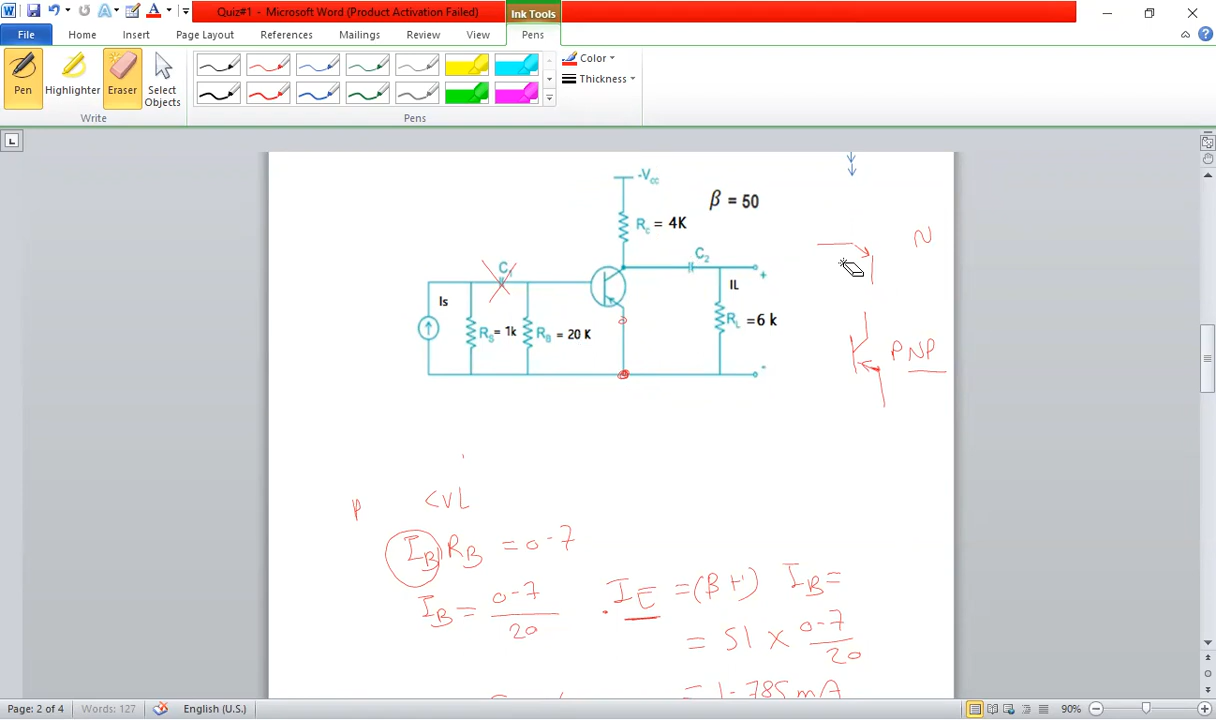 Quiz#1 - Microsoft Word (Product Activation Failed)
Ink Tools
File Home Insert Page Layout References Mailings Review View Pens
Pen Highlighter Eraser Select Objects
Color
Thickness
Write
Pens
-Vcc
β = 50
Rc = 4K
N
C1
C2
Is
IL
Rs = 1k
RB = 20 K
RL = 6 k
+
-
PNP
IB RB = 0-7
IB = 0-7 / 20
IE = (β+1) IB =
= 51 x 0-7 / 20
= 1-785 mA
Page: 2 of 4
Words: 127
English (U.S.)
90%